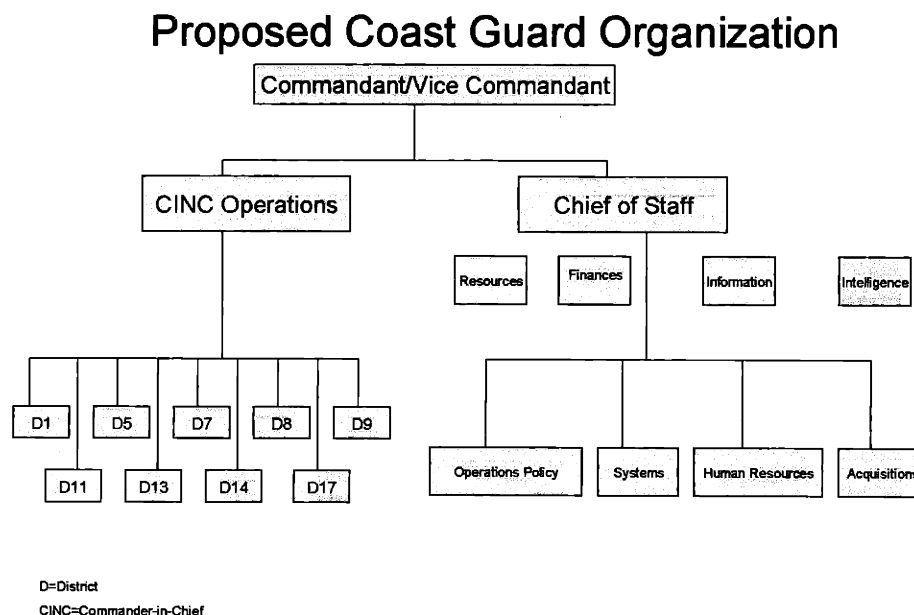 Proposed Coast Guard Organization
Commandant/Vice Commandant
CINC Operations
Chief of Staff
Resources
Finances
Information
Intelligence
D1
D5
D7
D8
D9
D11
D13
D14
D17
Operations Policy
Systems
Human Resources
Acquisitions
D=District
CINC=Commander-in-Chief